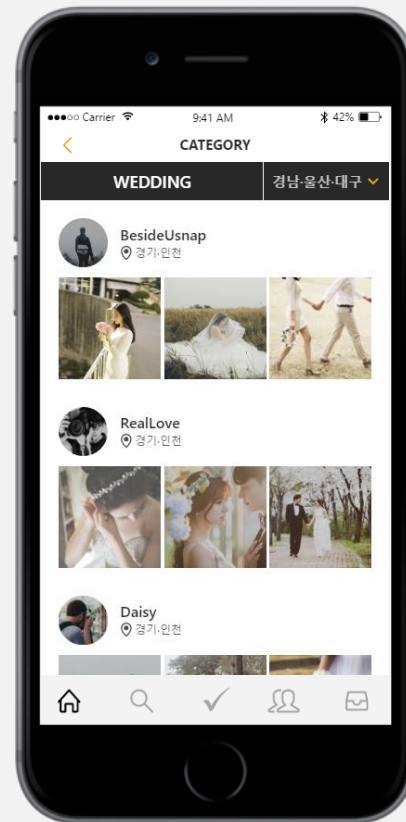 Carrier 9:41 AM 42%
CATEGORY
WEDDING 경남·울산·대구
BesideUsnap
경기·인천
RealLove
경기·인천
Daisy
경기·인천